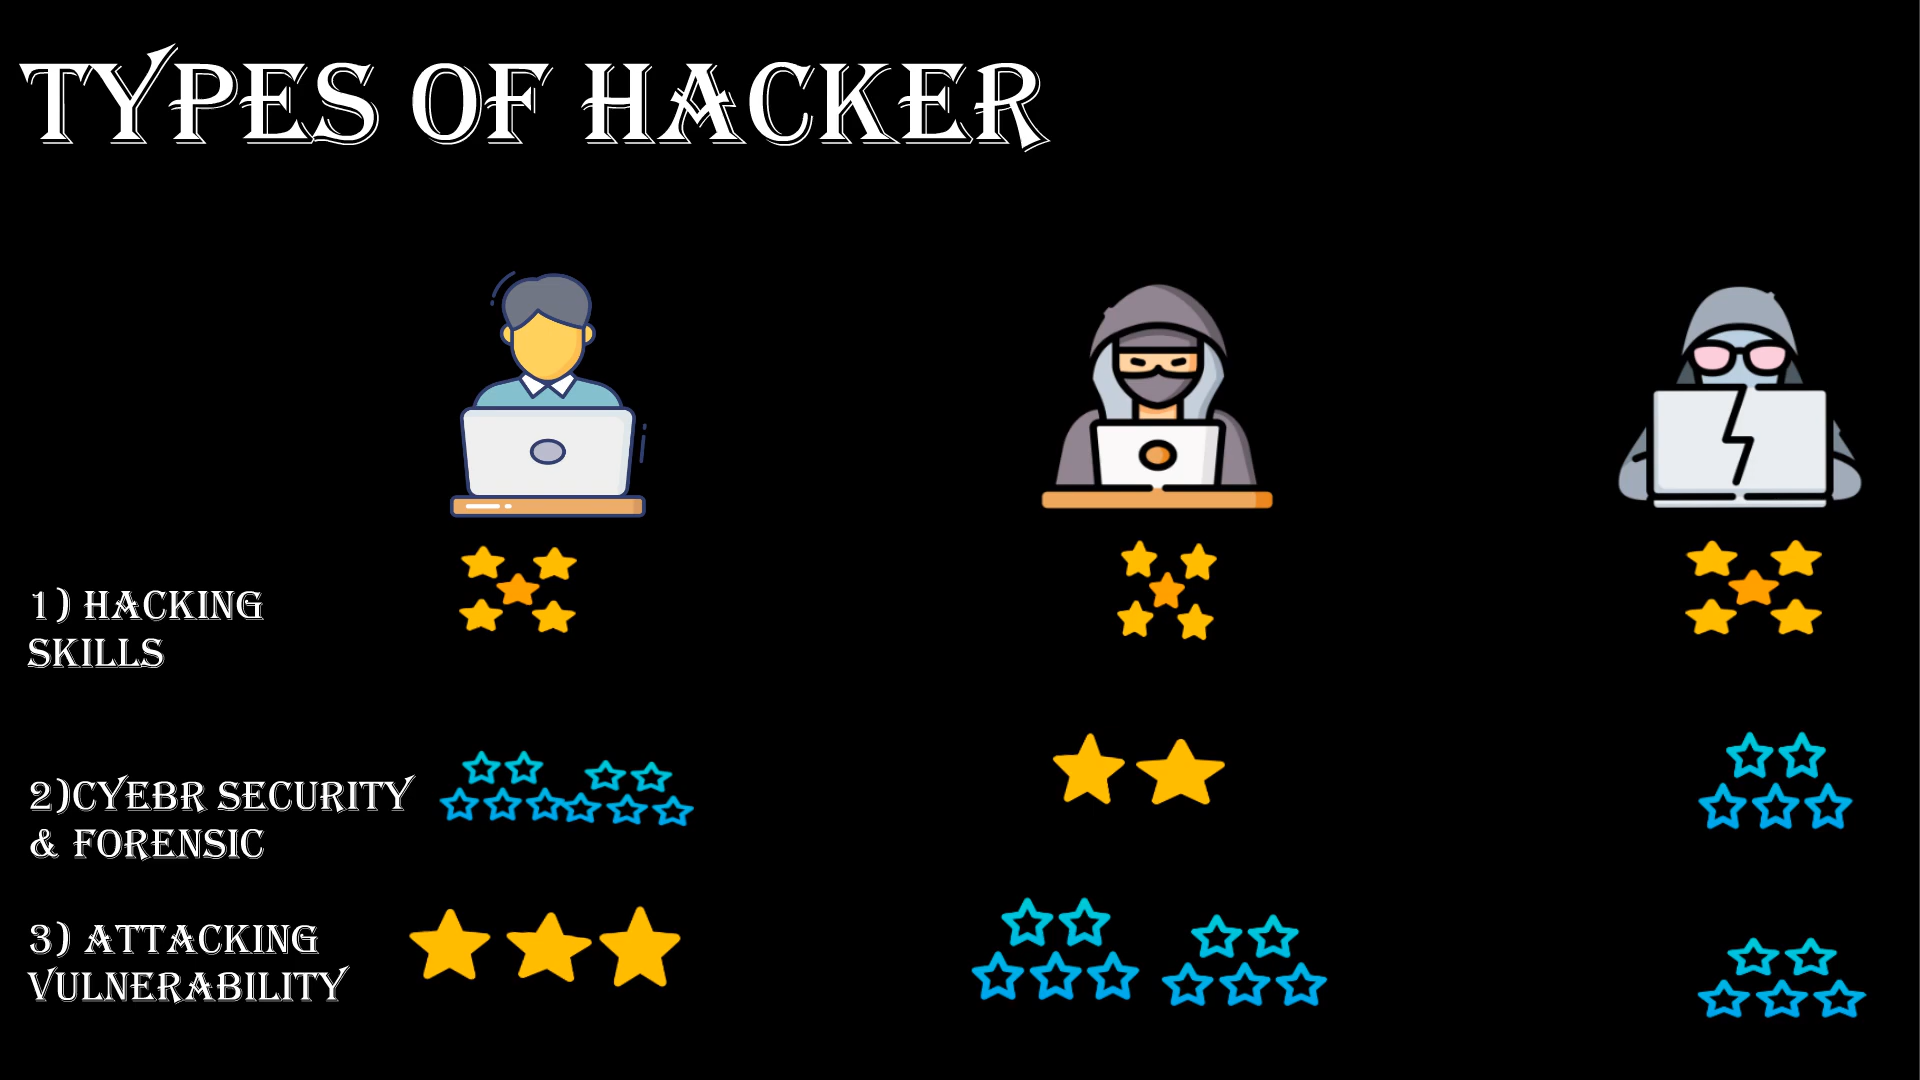 TYPES OF HACKER
1) HACKING
SKILLS
2)CYEBR SECURITY
& FORENSIC
3) ATTACKING
VULNERABILITY